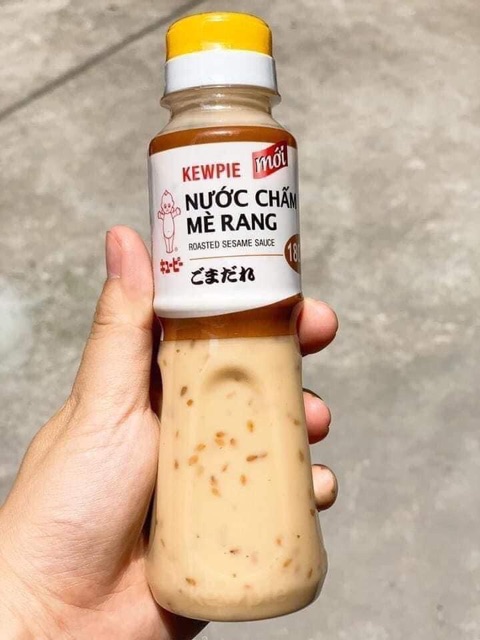 KEWPIE mới
NƯỚC CHẤM
MÈ RANG
ROASTED SESAME SAUCE
キユーピー
ごまだれ